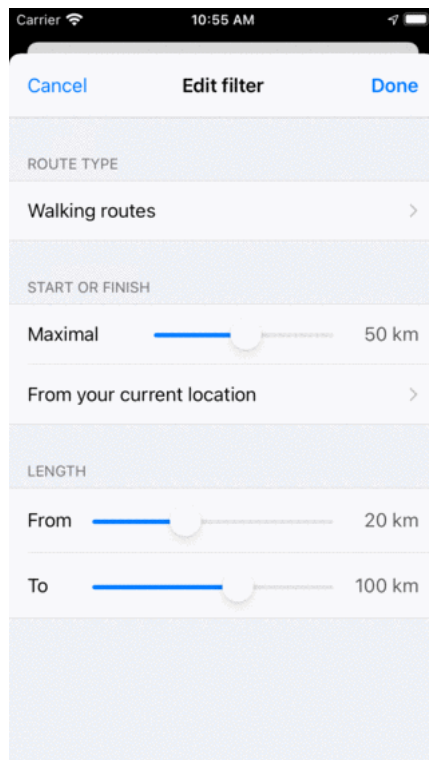 Carrier 10:55 AM
Cancel Edit filter Done
ROUTE TYPE
Walking routes
START OR FINISH
Maximal 50 km
From your current location
LENGTH
From 20 km
To 100 km